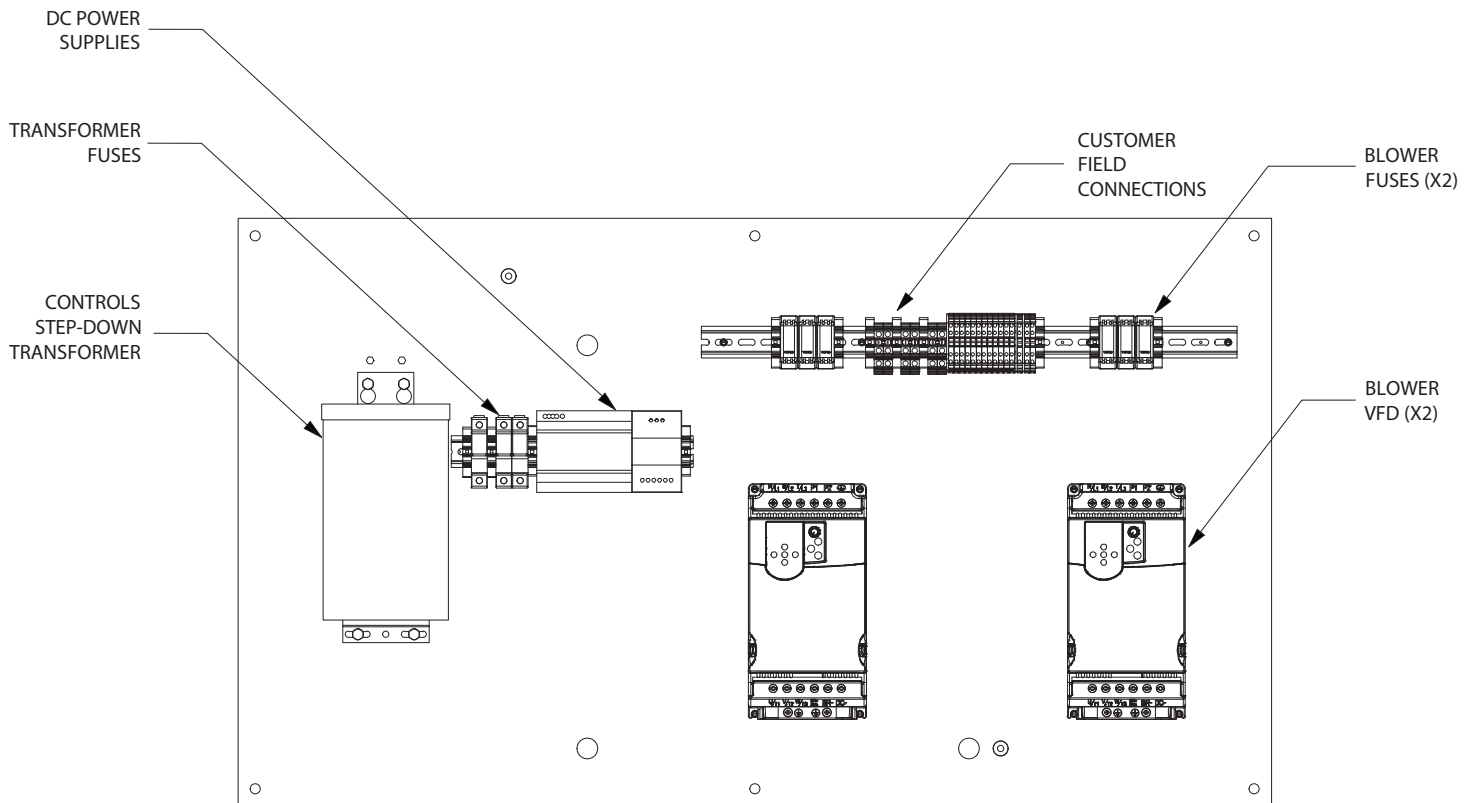 DC POWER
SUPPLIES
TRANSFORMER
FUSES
CUSTOMER
FIELD
CONNECTIONS
BLOWER
FUSES (X2)
CONTROLS
STEP-DOWN
TRANSFORMER
BLOWER
VFD (X2)